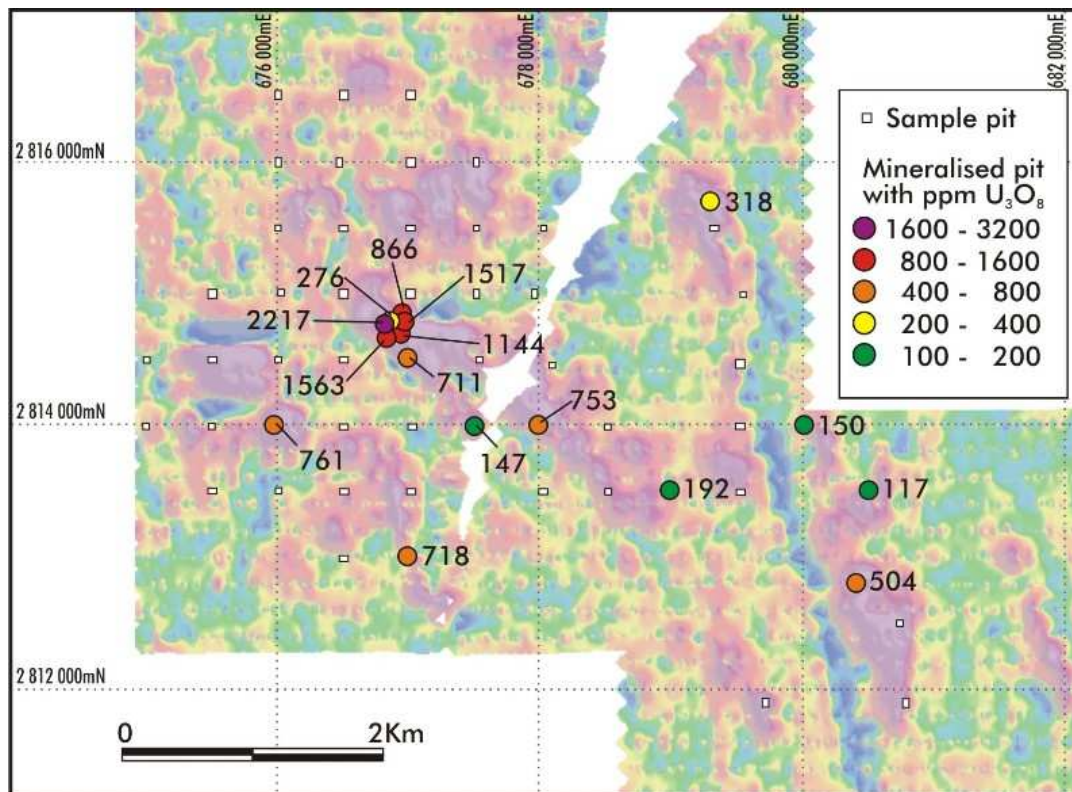 676 000mE
678 000mE
680 000mE
682 000mE
2 816 000mN
2 814 000mN
2 812 000mN
Sample pit
Mineralised pit
with ppm U₃O₈
1600 - 3200
800 - 1600
400 - 800
200 - 400
100 - 200
318
866
276
1517
2217
1144
1563
711
753
761
147
150
192
117
718
504
0
2Km